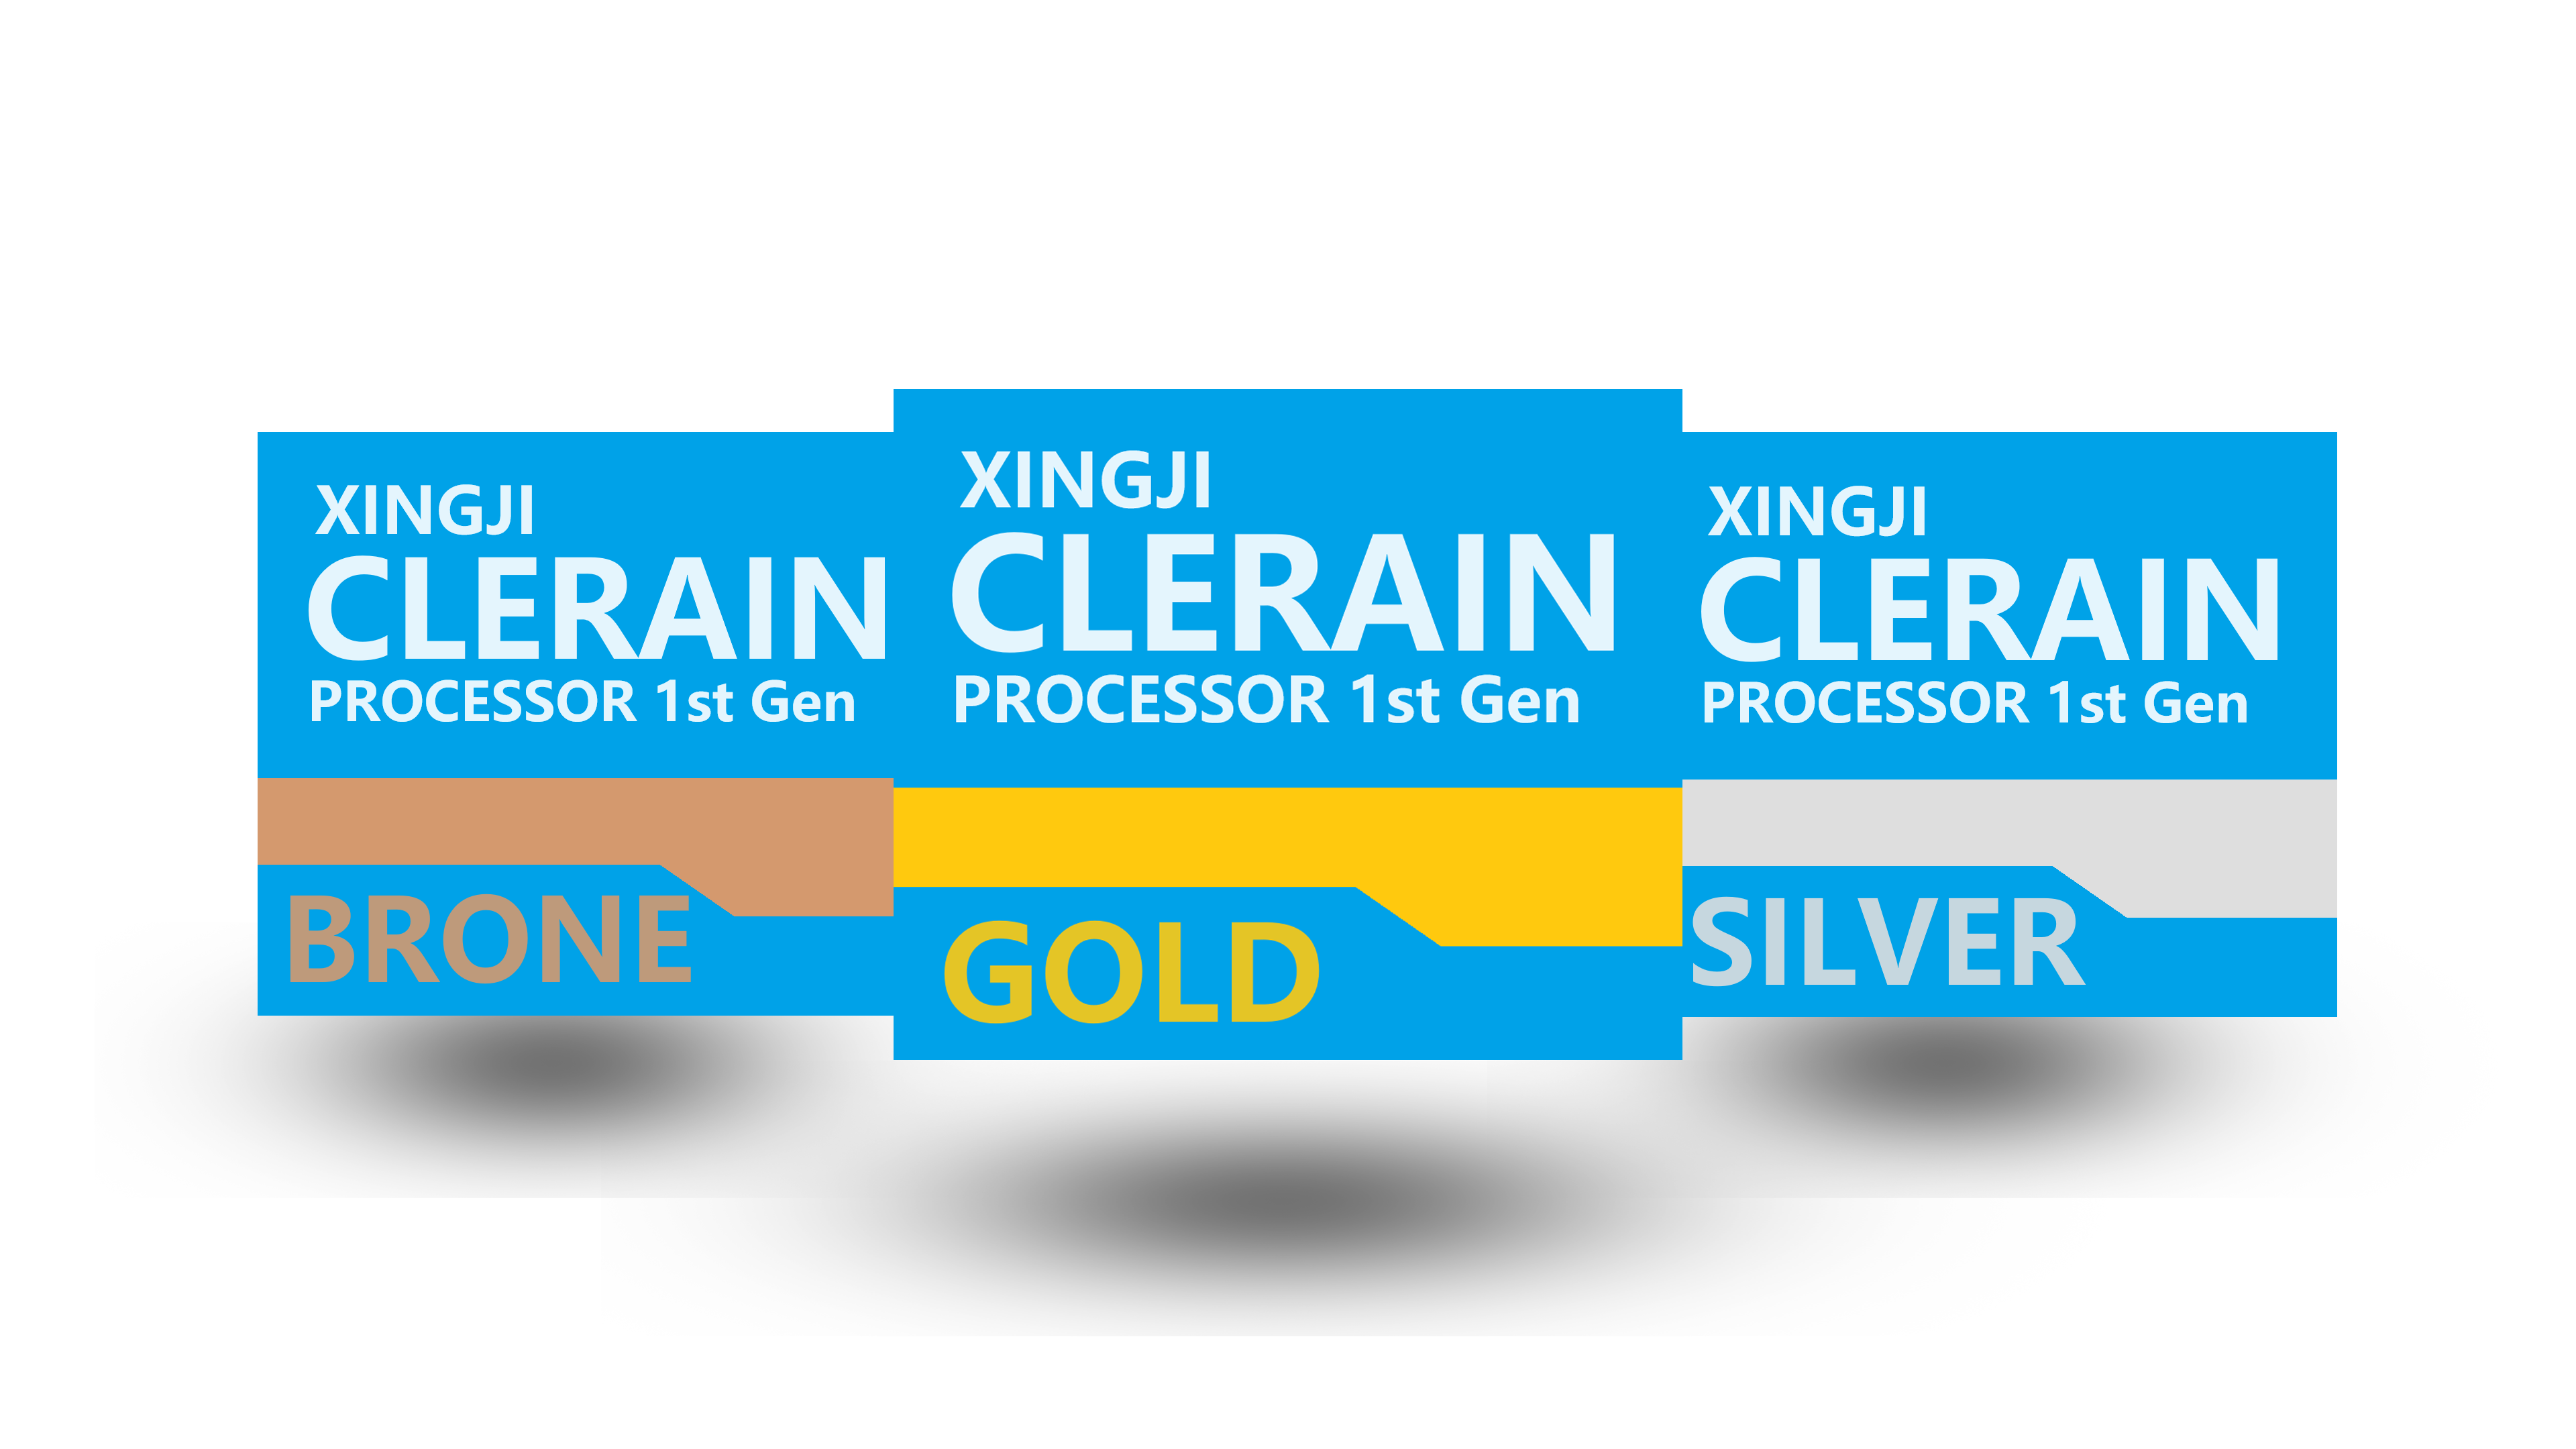 XINGJI
CLERAIN
PROCESSOR 1st Gen
BRONE
XINGJI
CLERAIN
PROCESSOR 1st Gen
GOLD
XINGJI
CLERAIN
PROCESSOR 1st Gen
SILVER